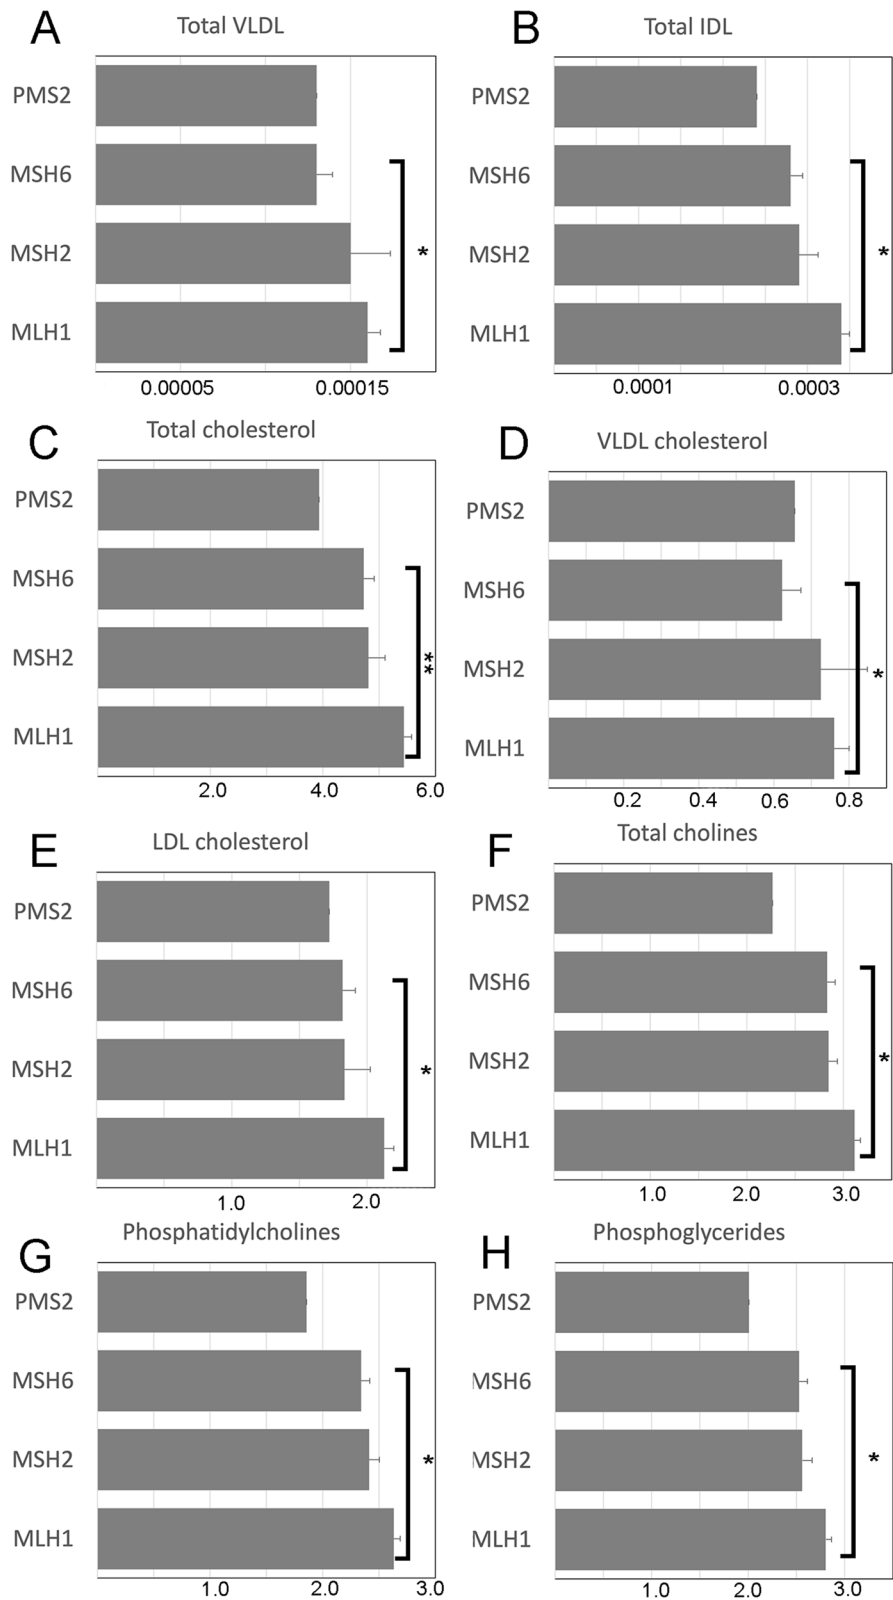 A Total VLDL
PMS2
MSH6
MSH2
MLH1
*
0.00005 0.00015
B Total IDL
PMS2
MSH6
MSH2
MLH1
*
0.0001 0.0003
C Total cholesterol
PMS2
MSH6
MSH2
MLH1
**
2.0 4.0 6.0
D VLDL cholesterol
PMS2
MSH6
MSH2
MLH1
*
0.2 0.4 0.6 0.8
E LDL cholesterol
PMS2
MSH6
MSH2
MLH1
*
1.0 2.0
F Total cholines
PMS2
MSH6
MSH2
MLH1
*
1.0 2.0 3.0
G Phosphatidylcholines
PMS2
MSH6
MSH2
MLH1
*
1.0 2.0 3.0
H Phosphoglycerides
PMS2
MSH6
MSH2
MLH1
*
1.0 2.0 3.0